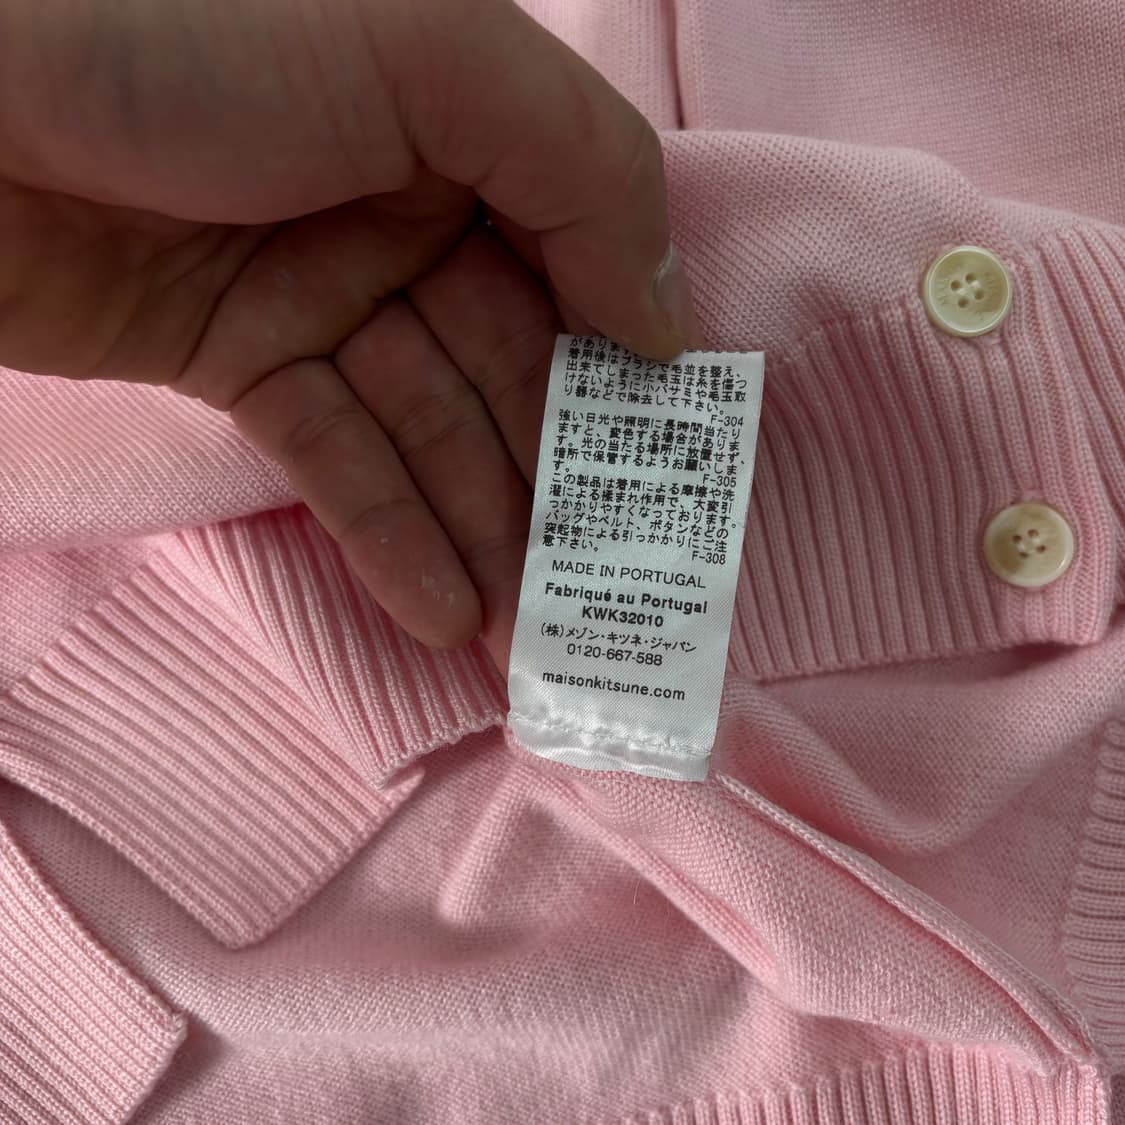 がありま
着用後はブラシで毛並を整え、
出来てしまった毛玉は糸を傷つ
けないように小バサミや毛玉取
り器などで除去して下さい。
F-304
強い日光や照明に長時間当たり
ますと、変色する場合がありま
す。光の当たる場所に放置せず、
暗所で保管するようお願いしま
す。
F-305
この製品は着用による摩擦や洗
濯による揉まれ作用で、大変引
っかかりやすくなっております。
バッグやベルト、ボタンなどの
突起物による引っかかりにご注
意下さい。
F-308
MADE IN PORTUGAL
Fabriqué au Portugal
KWK32010
(株)メゾン・キツネ・ジャパン
0120-667-588
maisonkitsune.com